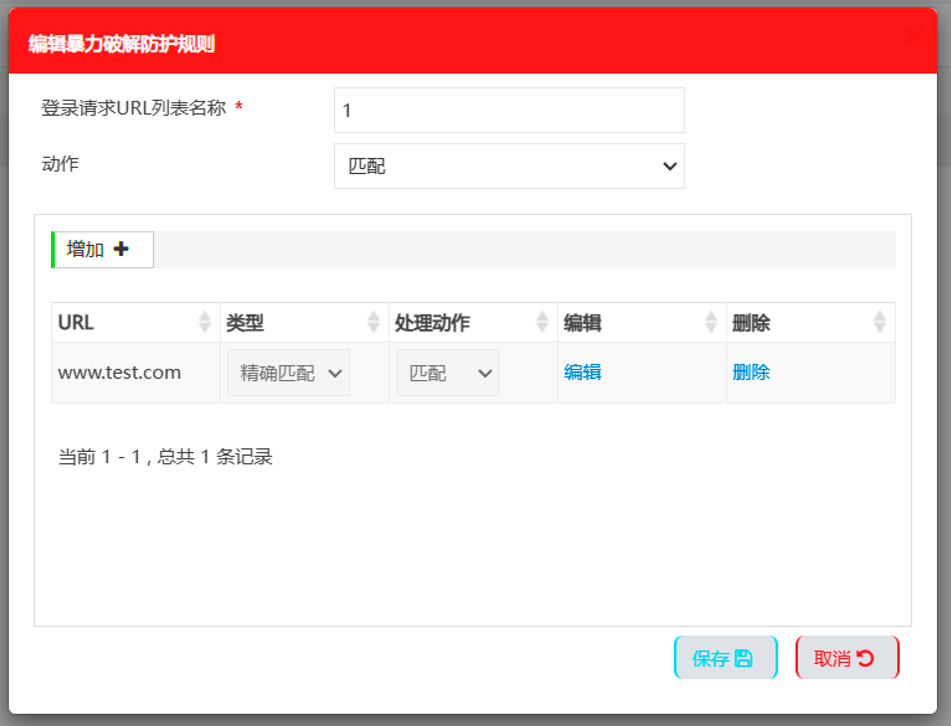 编辑暴力破解防护规则
登录请求URL列表名称 *
1
动作
匹配
增加
URL 类型 处理动作 编辑 删除
www.test.com 精确匹配 匹配 编辑 删除
当前 1 - 1 , 总共 1 条记录
保存 取消